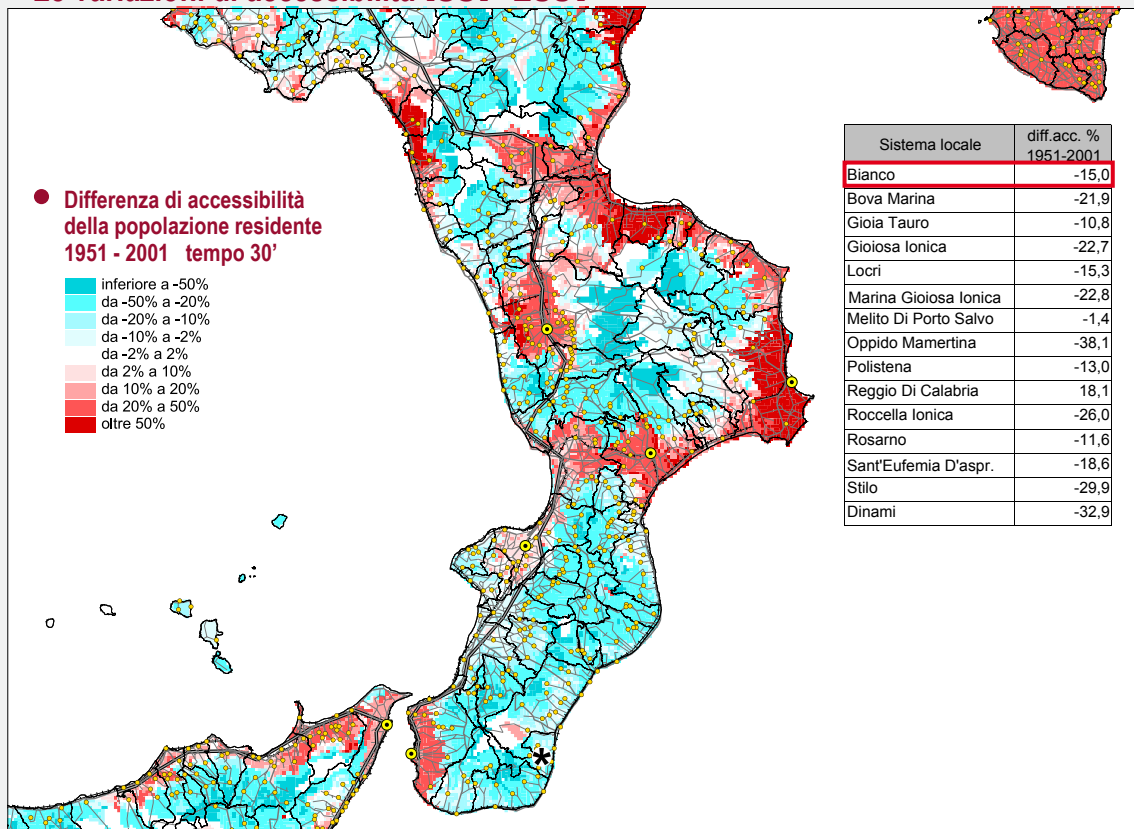 variazioni di accessibilità
Differenza di accessibilità
della popolazione residente
1951 - 2001 tempo 30'
inferiore a -50%
da -50% a -20%
da -20% a -10%
da -10% a -2%
da -2% a 2%
da 2% a 10%
da 10% a 20%
da 20% a 50%
oltre 50%
Sistema locale diff.acc. %
1951-2001
Bianco -15,0
Bova Marina -21,9
Gioia Tauro -10,8
Gioiosa Ionica -22,7
Locri -15,3
Marina Gioiosa Ionica -22,8
Melito Di Porto Salvo -1,4
Oppido Mamertina -38,1
Polistena -13,0
Reggio Di Calabria 18,1
Roccella Ionica -26,0
Rosarno -11,6
Sant'Eufemia D'aspr. -18,6
Stilo -29,9
Dinami -32,9
*